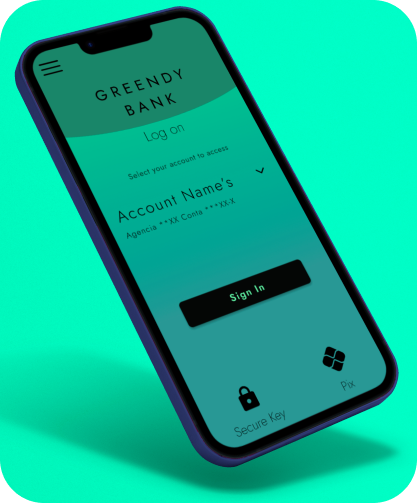 GREENDY
BANK
Log on
Select your account to access
Account Name's
Agencia **XX Conta ***XX-X
Sign In
Secure Key
Pix